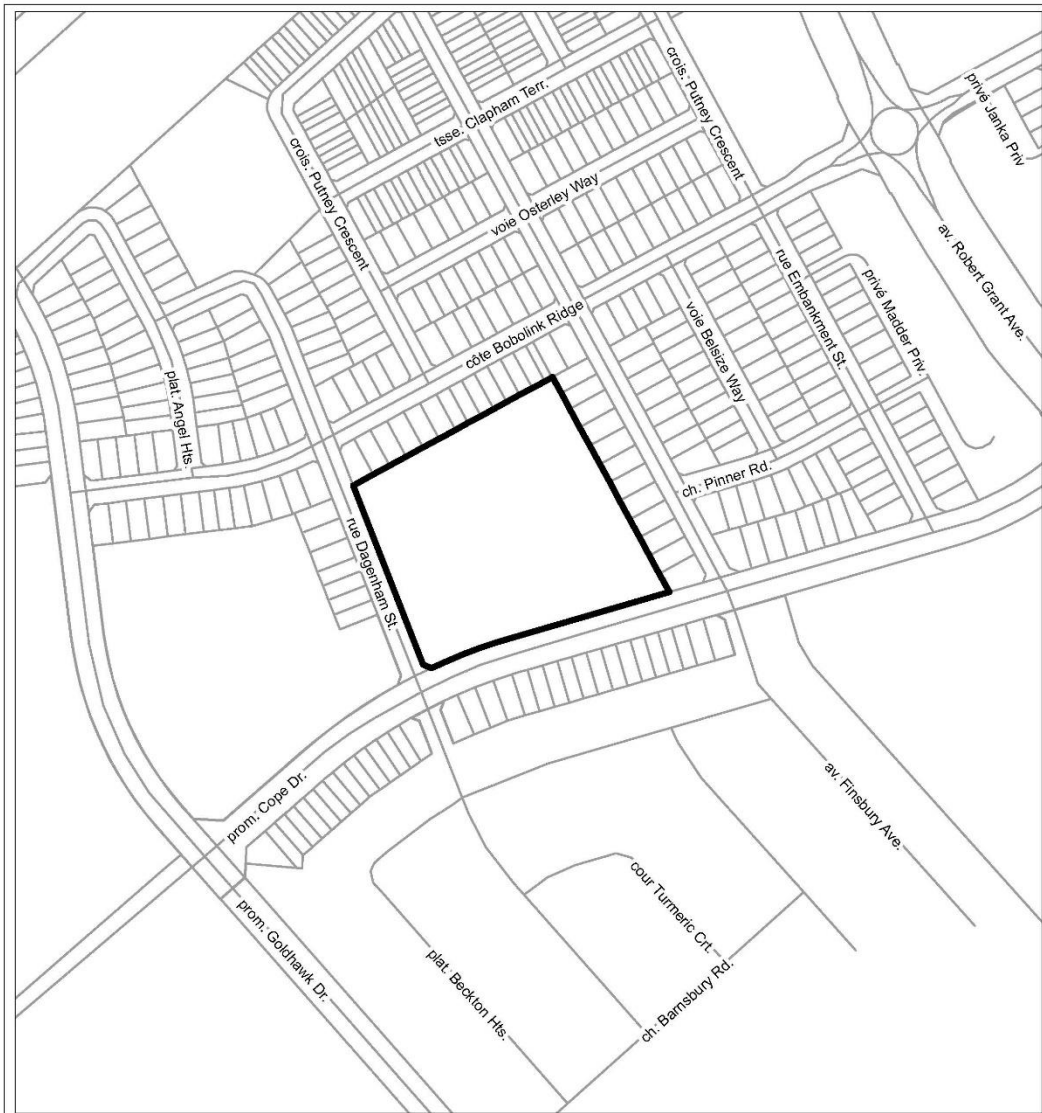 privé Janka Priv
crois. Putney Crescent
tsse. Clapham Terr.
crois. Putney Crescent
voie Osterley Way
av. Robert Grant Ave.
rue Embankment St.
privé Madder Priv.
côte Bobolink Ridge
voie Belsize Way
plat. Angel Hts.
ch. Pinner Rd.
rue Dagenham St.
prom. Cope Dr.
av. Finsbury Ave.
cour Turmeric Crt
prom. Goldhawk Dr.
plat. Beckton Hts.
ch. Barnsbury Rd.